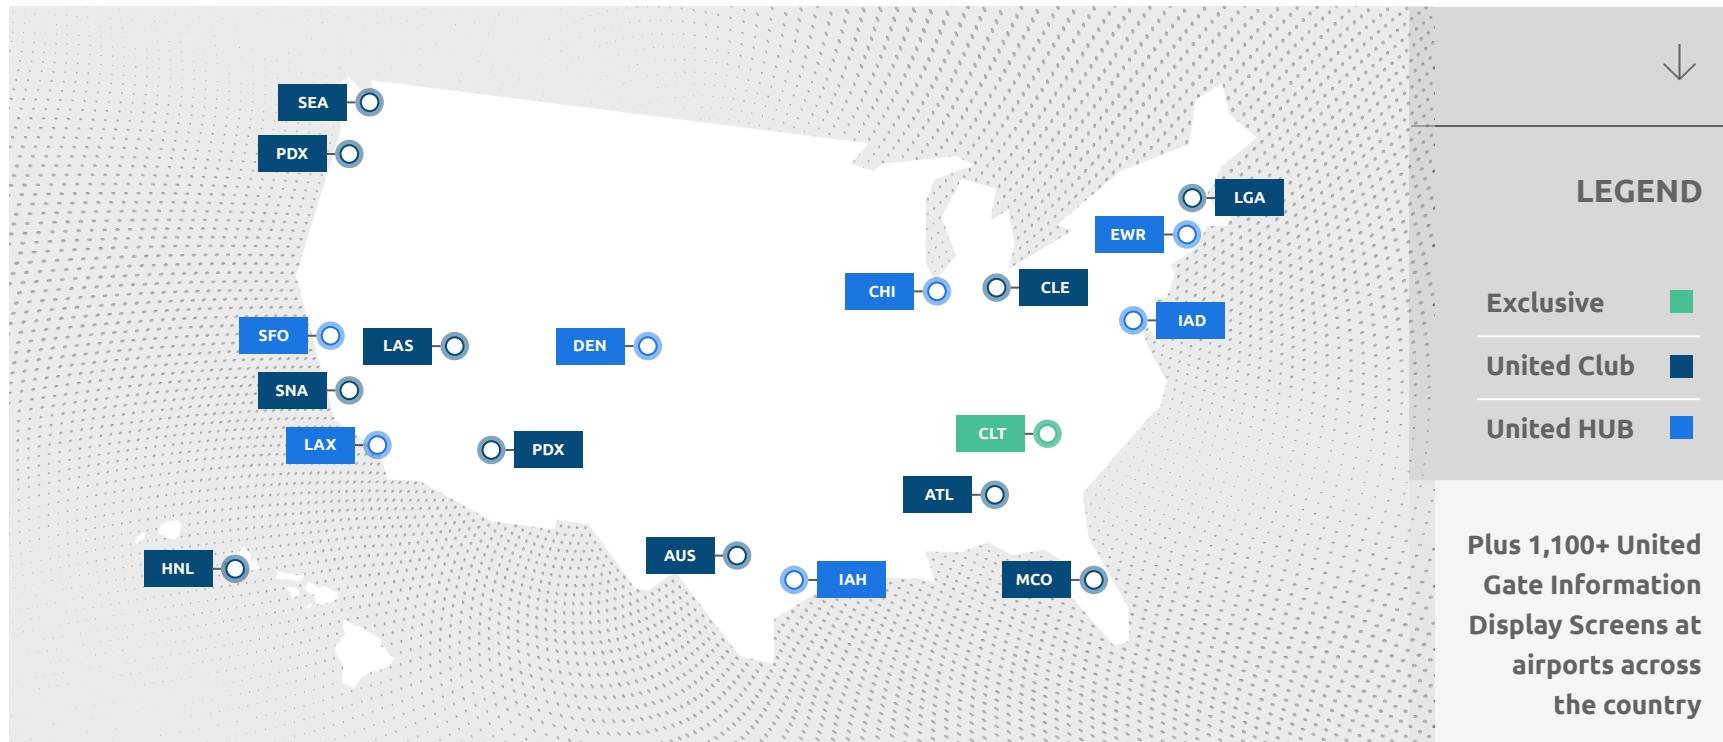 SEA
PDX
LGA
EWR
CHI
CLE
IAD
SFO
LAS
DEN
SNA
LAX
PDX
CLT
ATL
AUS
HNL
IAH
MCO
LEGEND
Exclusive
United Club
United HUB
Plus 1,100+ United
Gate Information
Display Screens at
airports across
the country